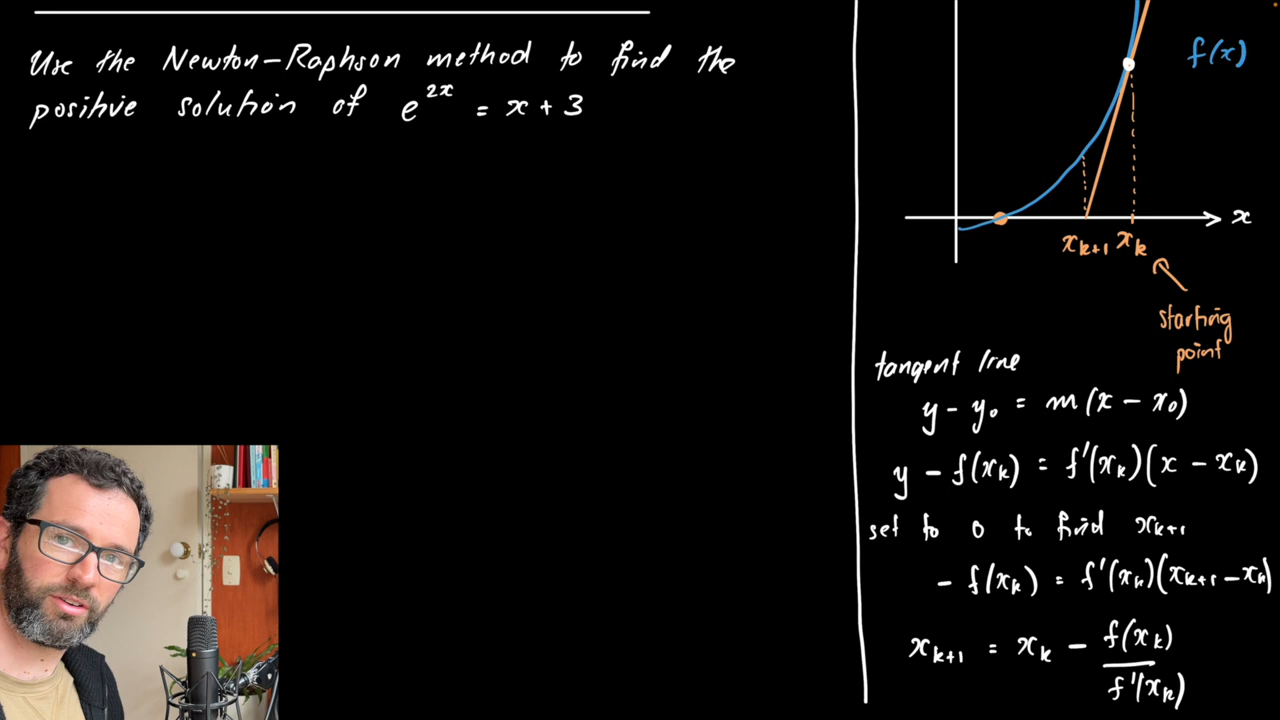 Use the Newton-Raphson method to find the
positive solution of e^{2x} = x + 3
f(x)
x
x_{k+1} x_k
starting
point
tangent line
y - y_0 = m(x - x_0)
y - f(x_k) = f'(x_k)(x - x_k)
set to 0 to find x_{k+1}
- f(x_k) = f'(x_k)(x_{k+1} - x_k)
x_{k+1} = x_k - f(x_k)
f'(x_k)